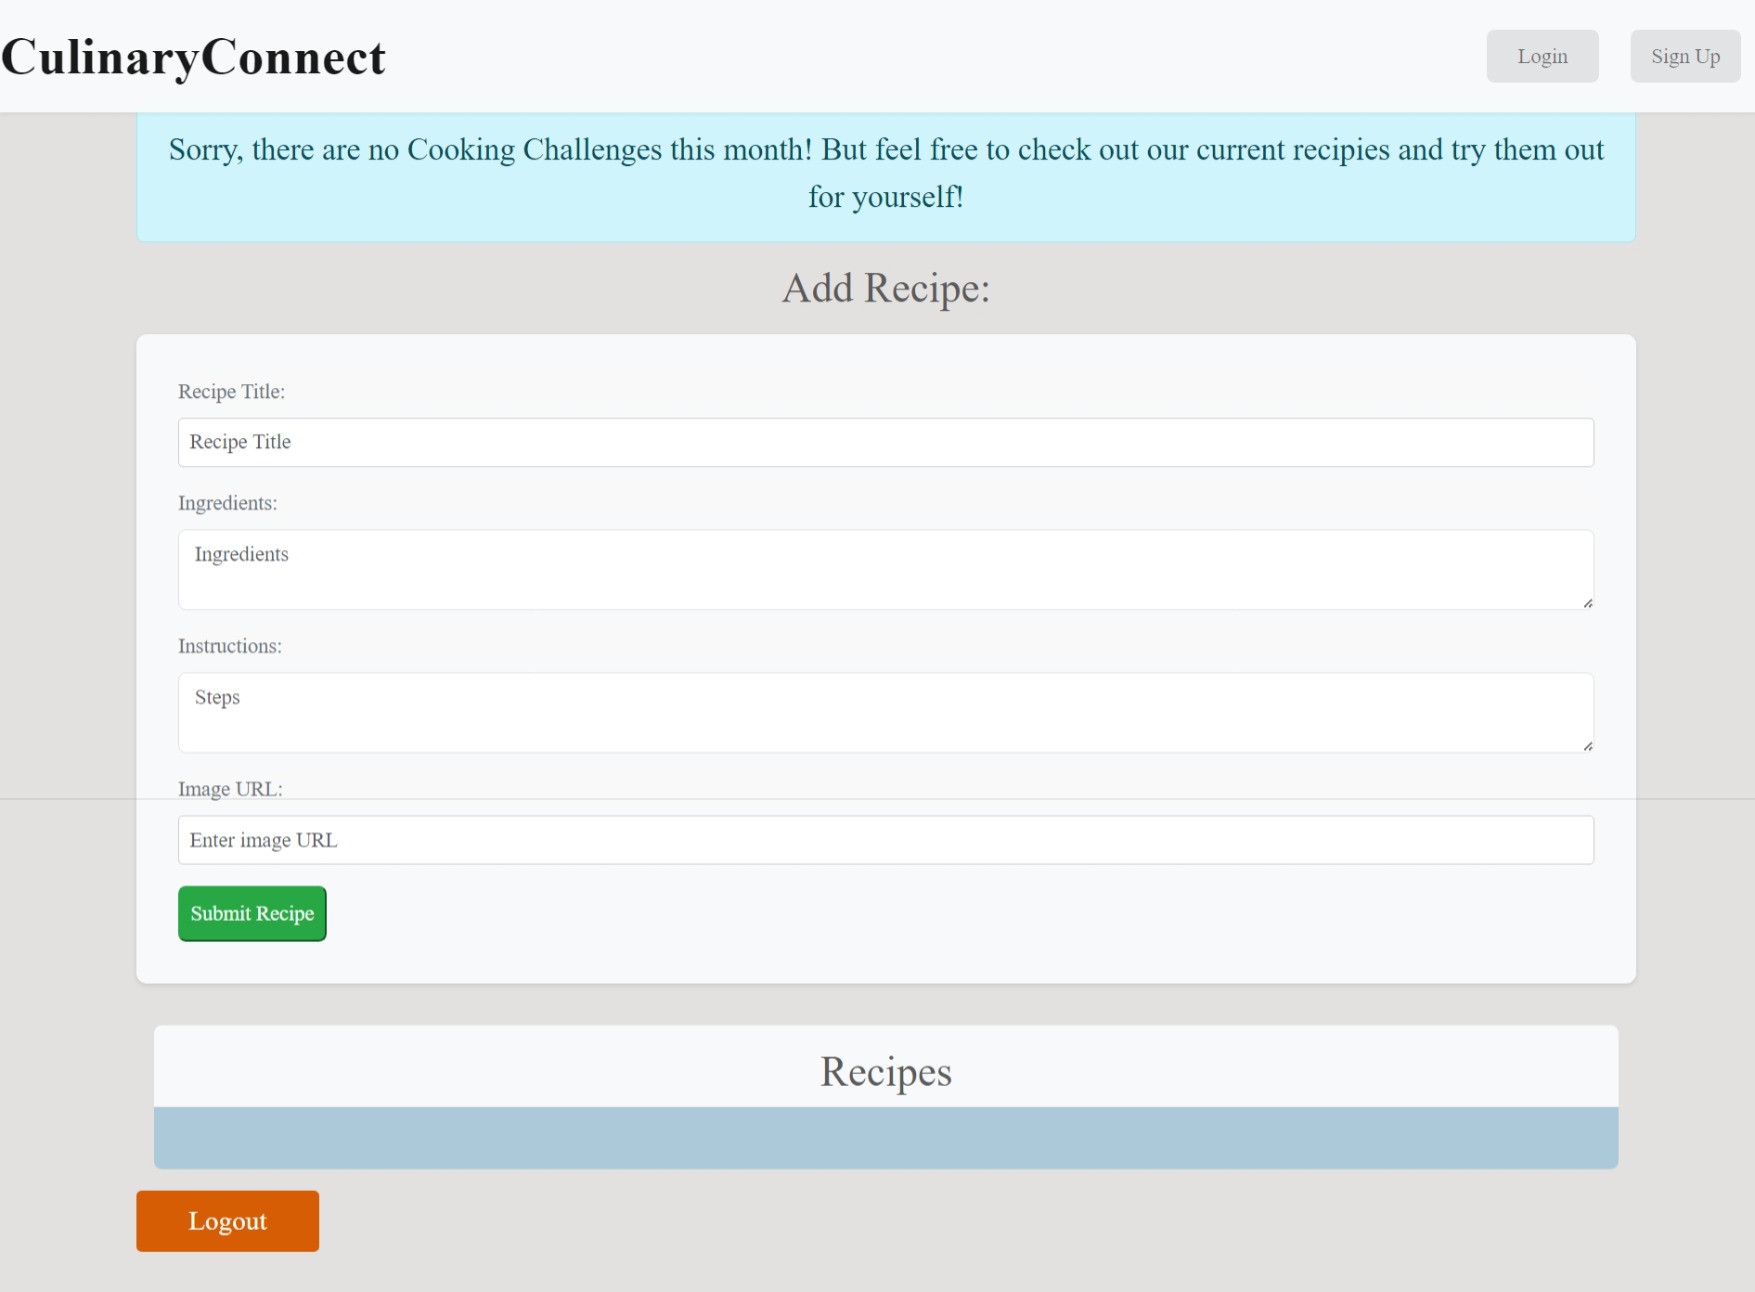 CulinaryConnect
Login
Sign Up
Sorry, there are no Cooking Challenges this month! But feel free to check out our current recipies and try them out
for yourself!
Add Recipe:
Recipe Title:
Recipe Title
Ingredients:
Ingredients
Instructions:
Steps
Image URL:
Enter image URL
Submit Recipe
Recipes
Logout